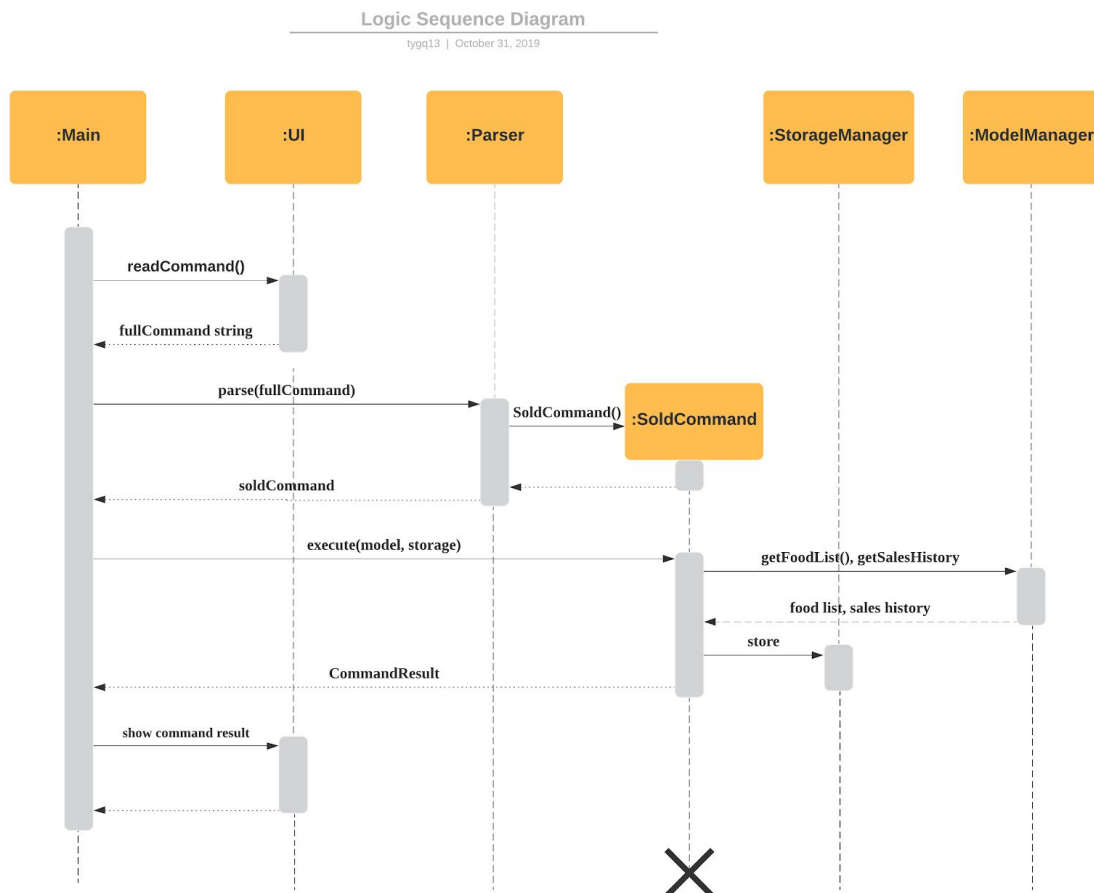 Logic Sequence Diagram
tygq13 | October 31, 2019
:Main
:UI
:Parser
:StorageManager
:ModelManager
readCommand()
fullCommand string
parse(fullCommand)
SoldCommand()
:SoldCommand
soldCommand
execute(model, storage)
getFoodList(), getSalesHistory
food list, sales history
store
CommandResult
show command result